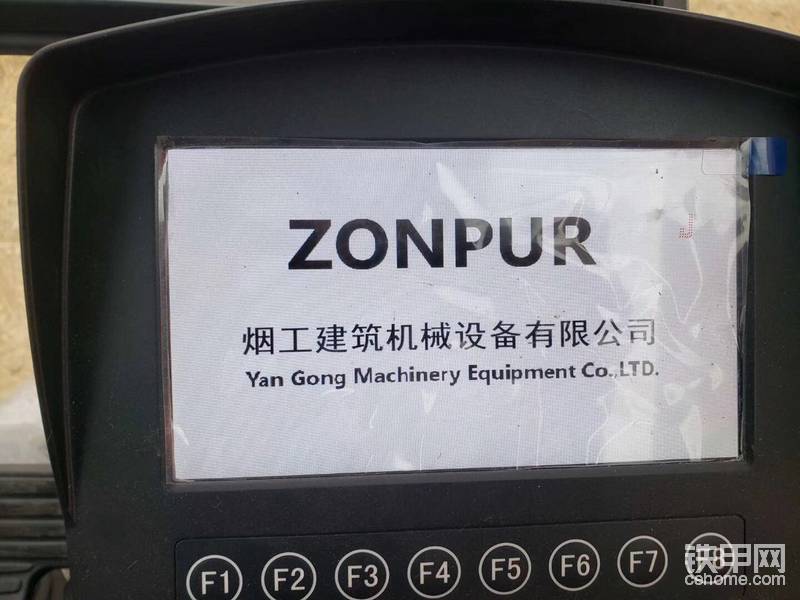 ZONPUR
烟工建筑机械设备有限公司
Yan Gong Machinery Equipment Co.,LTD.
F1 F2 F3 F4 F5 F6 F7 F8
铁甲网
cehome.com